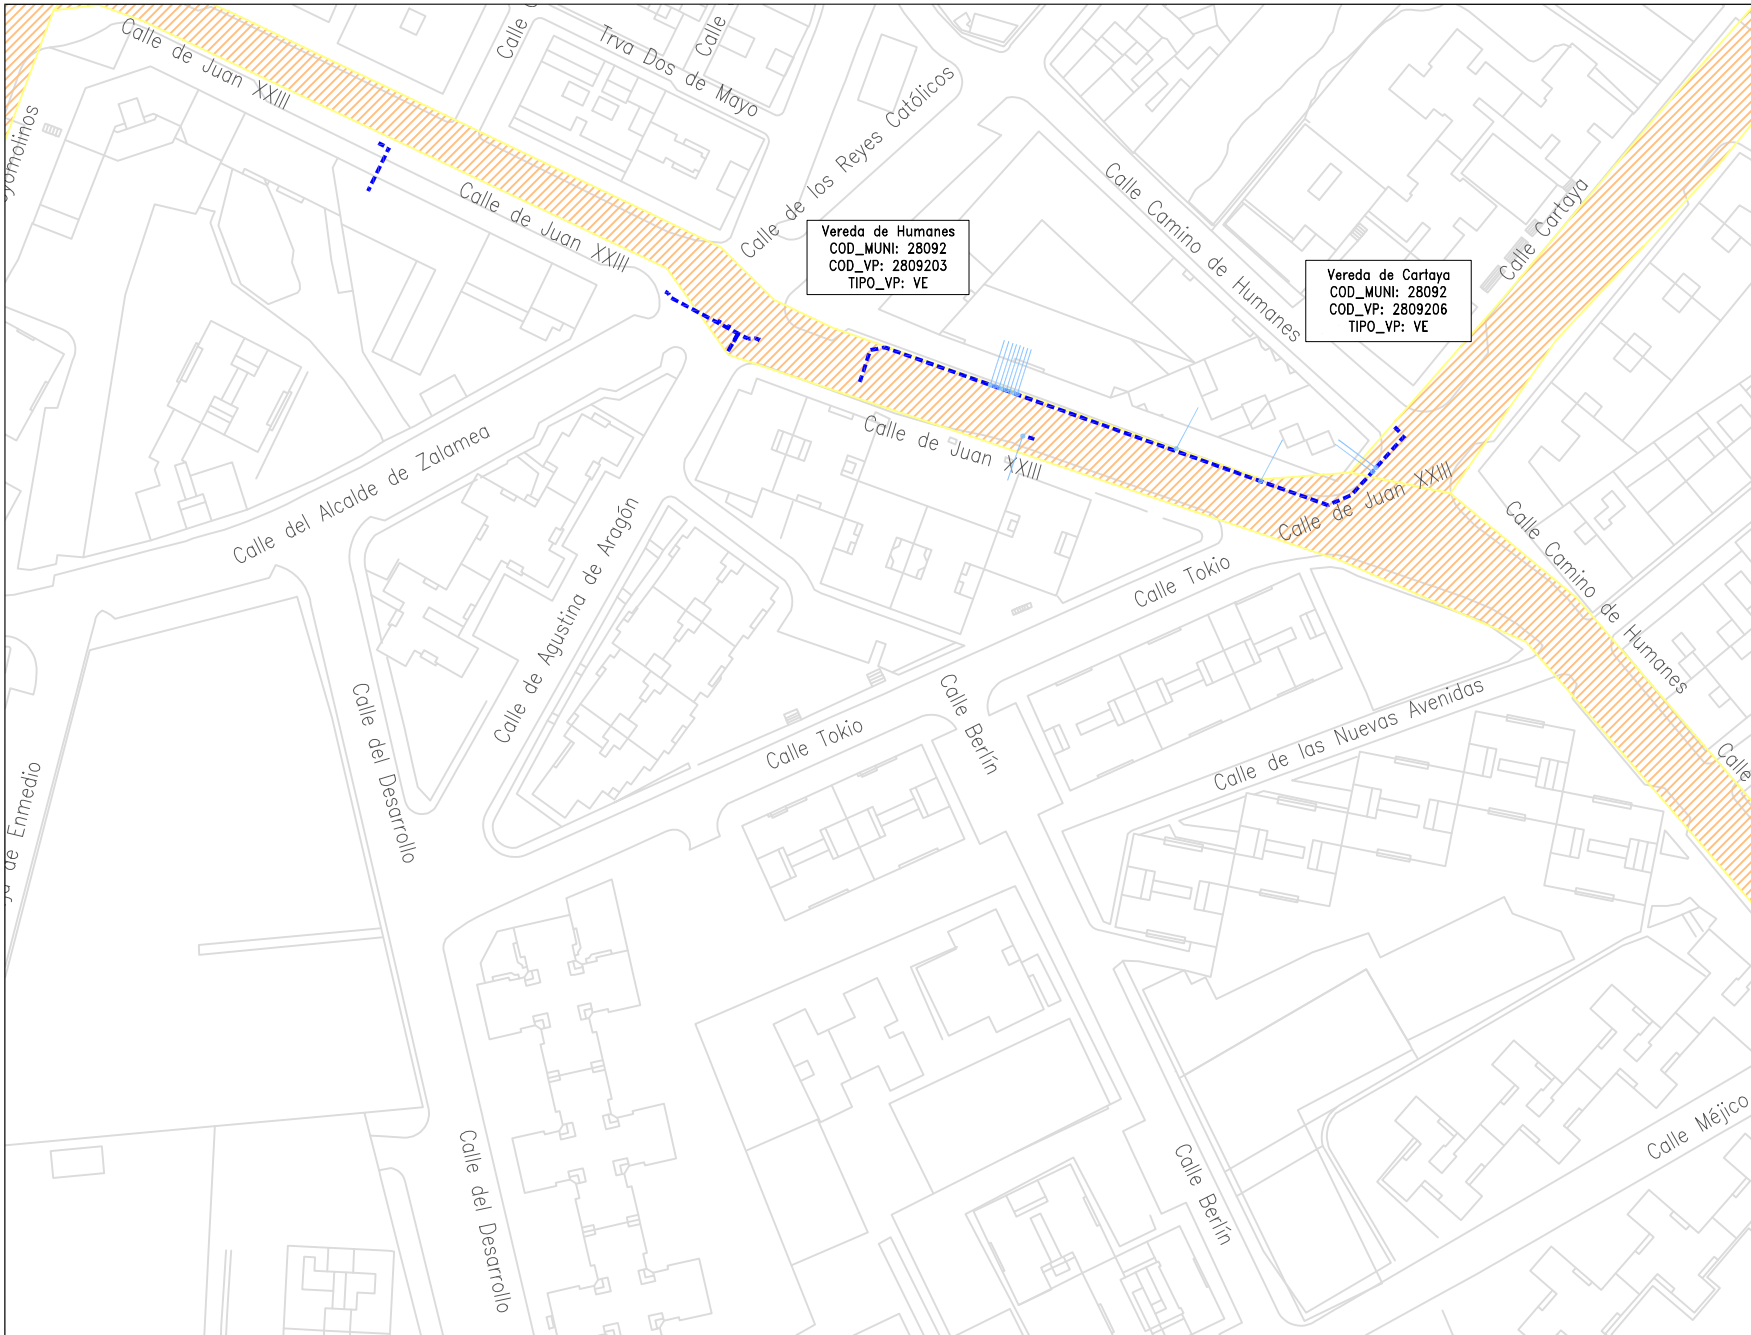 Calle de Juan XXIII
Calle
Trva Dos de Mayo
Calle
Calle de los Reyes Católicos
Calle de Juan XXIII
Vereda de Humanes
COD_MUNI: 28092
COD_VP: 2809203
TIPO_VP: VE
Calle Camino de Humanes
Calle Cartaya
Vereda de Cartaya
COD_MUNI: 28092
COD_VP: 2809206
TIPO_VP: VE
Calle de Juan XXIII
Calle de Juan XXIII
Calle del Alcalde de Zalamea
Calle de Agustina de Aragón
Calle Tokio
Calle Camino de Humanes
Calle del Desarrollo
Calle Tokio
Calle Berlín
Calle de las Nuevas Avenidas
Calle
de Enmedio
Calle del Desarrollo
Calle Berlín
Calle Méjico